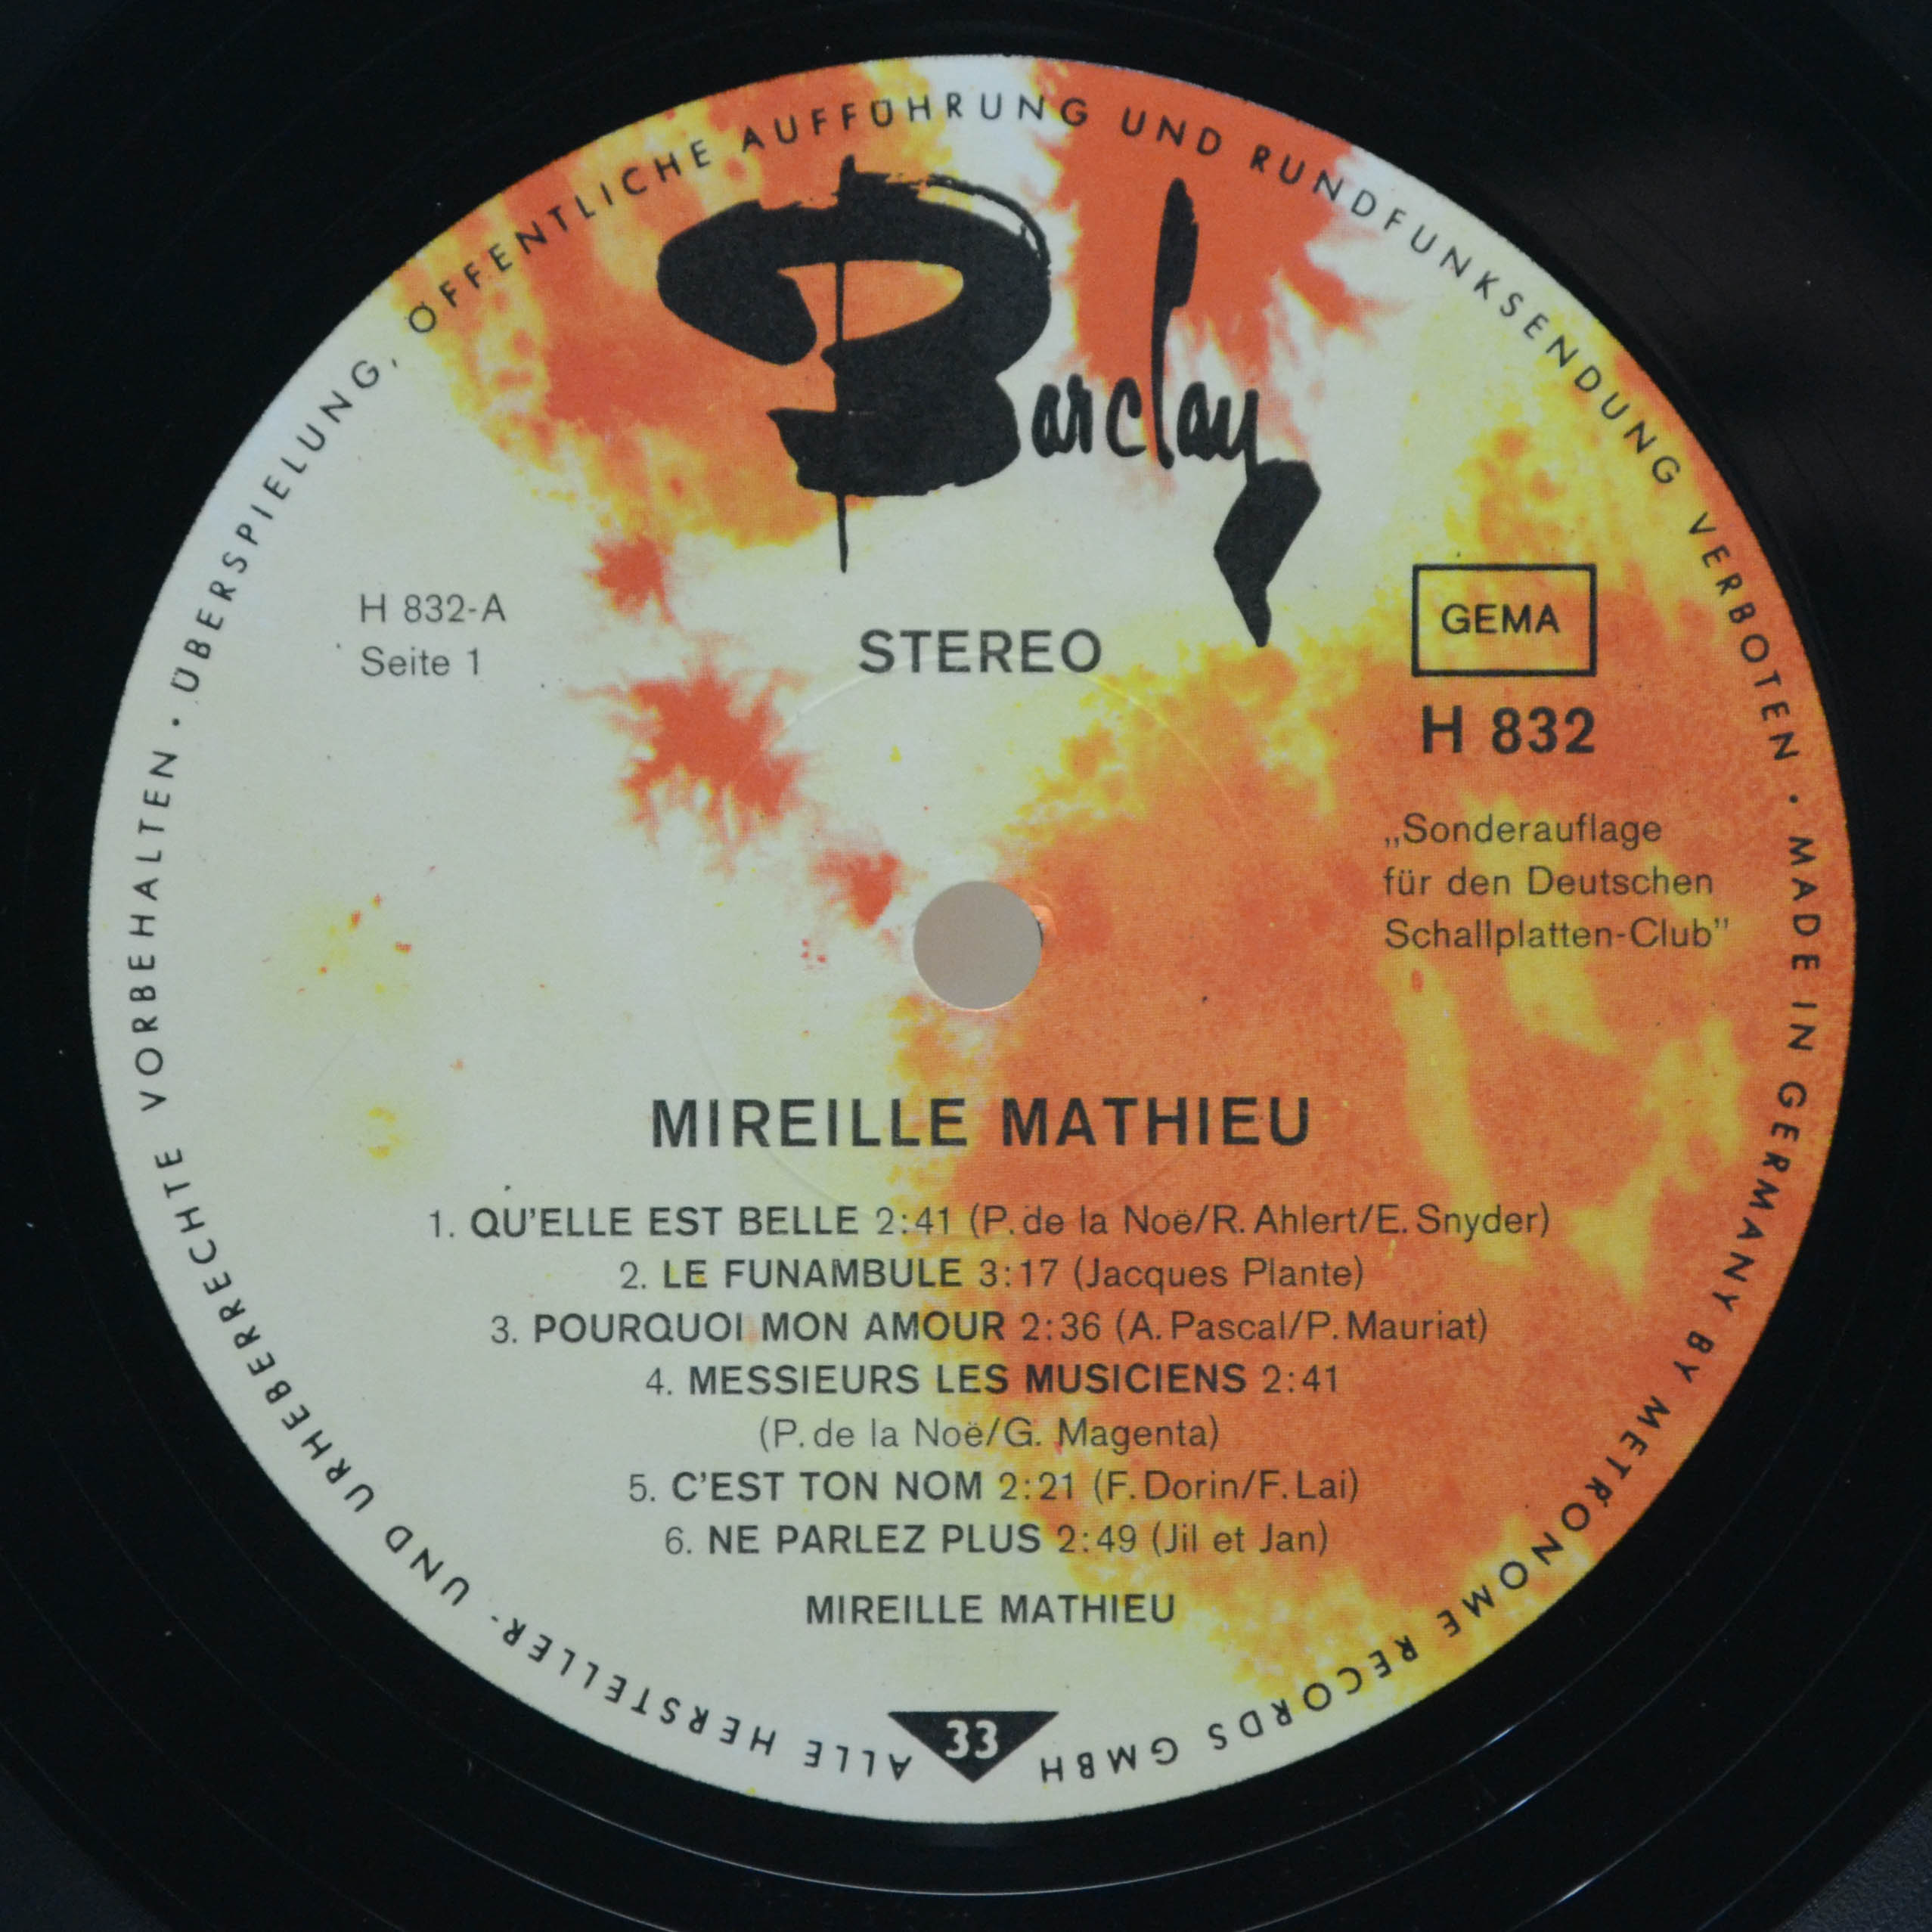 ALLE HERSTELLER- UND URHEBERRECHTE VORBEHALTEN · ÜBERSPIELUNG, ÖFFENTLICHE AUFFÜHRUNG UND RUNDFUNKSENDUNG VERBOTEN · MADE IN GERMANY BY METRONOME RECORDS GMBH
Barclay
H 832-A
Seite 1
STEREO
GEMA
H 832
„Sonderauflage
für den Deutschen
Schallplatten-Club”
MIREILLE MATHIEU
1. QU’ELLE EST BELLE 2:41 (P. de la Noë/R. Ahlert/E. Snyder)
2. LE FUNAMBULE 3:17 (Jacques Plante)
3. POURQUOI MON AMOUR 2:36 (A. Pascal/P. Mauriat)
4. MESSIEURS LES MUSICIENS 2:41
(P. de la Noë/G. Magenta)
5. C’EST TON NOM 2:21 (F. Dorin/F. Lai)
6. NE PARLEZ PLUS 2:49 (Jil et Jan)
MIREILLE MATHIEU
33